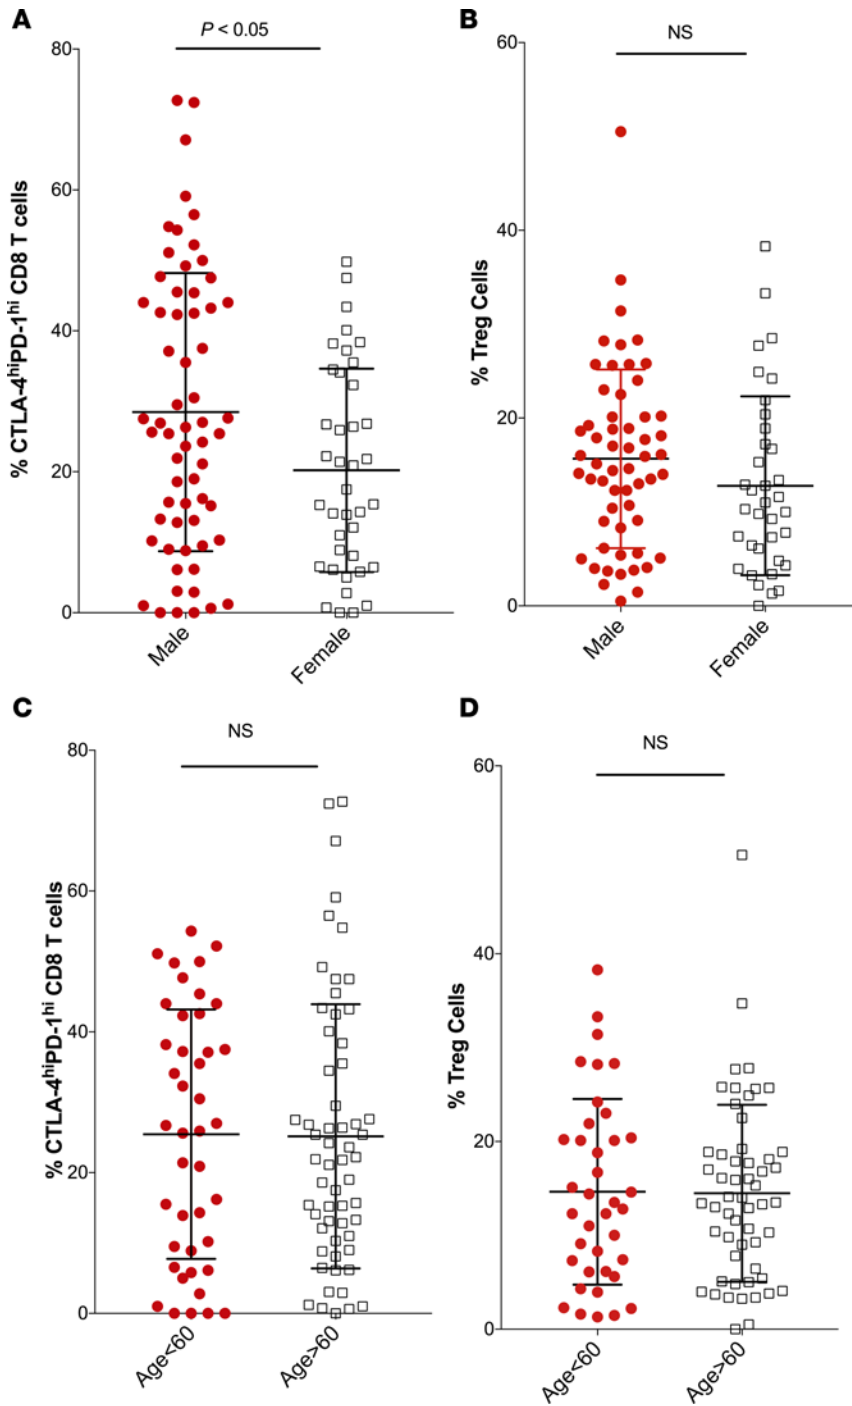 A
P < 0.05
80
60
40
20
0
% CTLA-4hiPD-1hi CD8 T cells
Male
Female
B
NS
60
40
20
0
% Treg Cells
Male
Female
C
NS
80
60
40
20
0
% CTLA-4hiPD-1hi CD8 T cells
Age<60
Age>60
D
NS
60
40
20
0
% Treg Cells
Age<60
Age>60